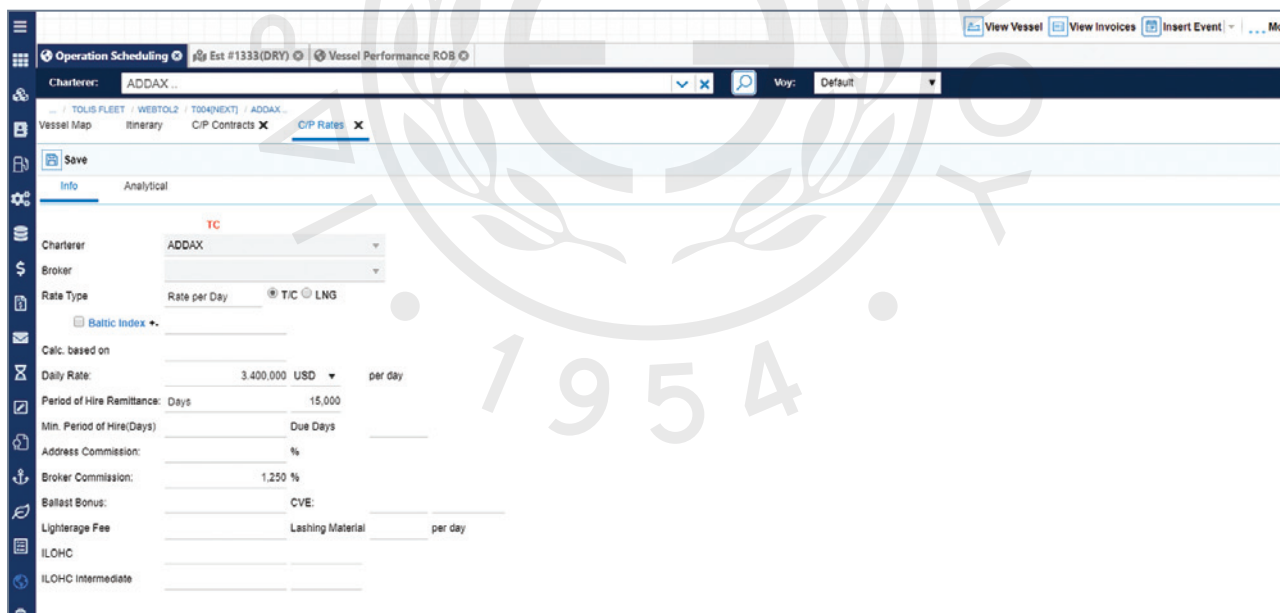 View Vessel View Invoices Insert Event ... Mo
Operation Scheduling Est #1333(DRY) Vessel Performance ROB
Charterer: ADDAX .. Voy: Default
... / TOLIS FLEET / WEBTOL2 / T004[NEXT] / ADDAX...
Vessel Map Itinerary C/P Contracts X C/P Rates X
Save
Info Analytical
TC
Charterer ADDAX
Broker
Rate Type Rate per Day T/C LNG
Baltic Index +-
Calc. based on
Daily Rate: 3.400,000 USD per day
Period of Hire Remittance: Days 15,000
Min. Period of Hire(Days) Due Days
Address Commission: %
Broker Commission: 1,250 %
Ballast Bonus: CVE:
Lighterage Fee Lashing Material per day
ILOHC
ILOHC Intermediate
1954